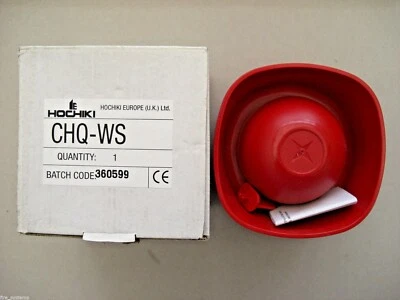 HOCHIKI
HOCHIKI EUROPE (U.K.) Ltd.
CHQ-WS
QUANTITY: 1
BATCH CODE 360599
CE